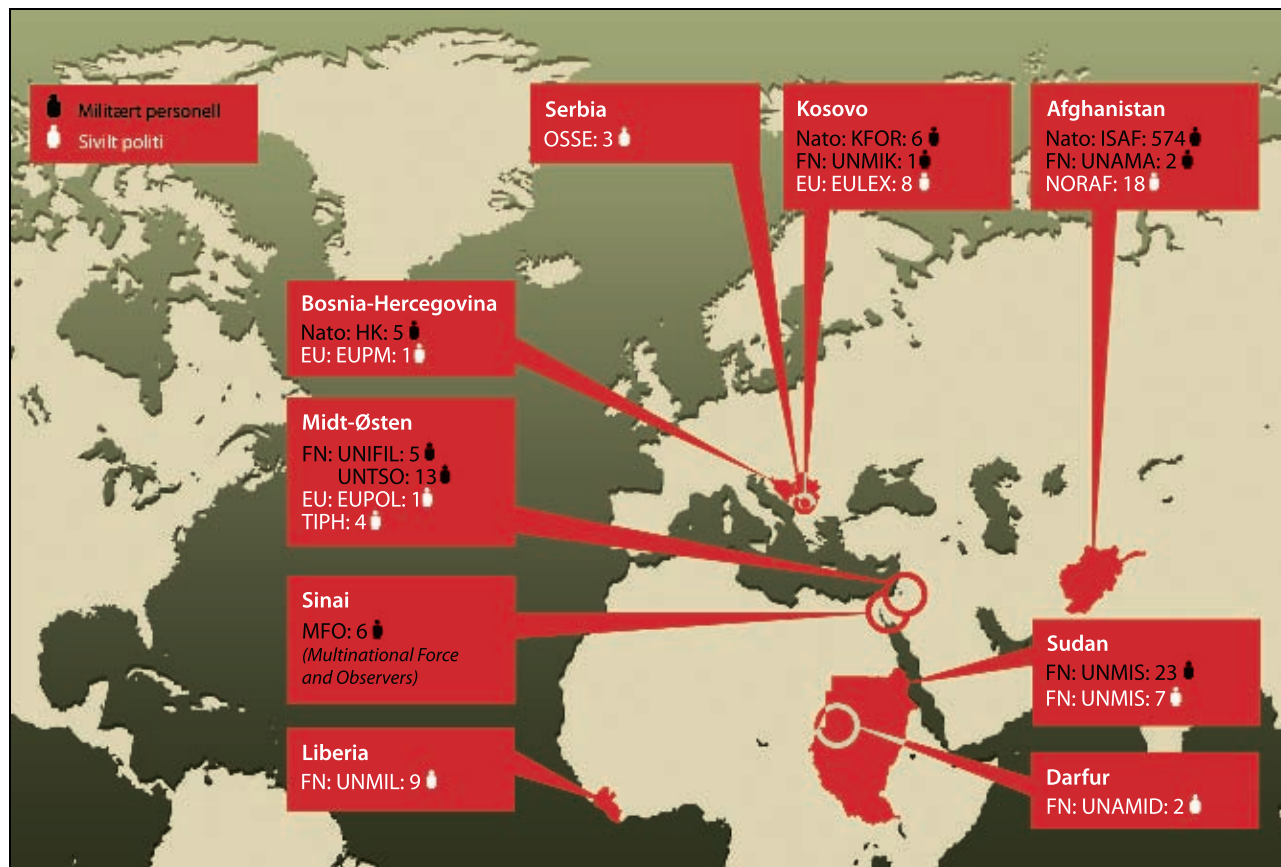 Militært personell
Sivilt politi
Serbia
OSSE: 3
Kosovo
Nato: KFOR: 6
FN: UNMIK: 1
EU: EULEX: 8
Afghanistan
Nato: ISAF: 574
FN: UNAMA: 2
NORAF: 18
Bosnia-Hercegovina
Nato: HK: 5
EU: EUPM: 1
Midt-Østen
FN: UNIFIL: 5
UNTSO: 13
EU: EUPOL: 1
TIPH: 4
Sinai
MFO: 6
(Multinational Force
and Observers)
Liberia
FN: UNMIL: 9
Sudan
FN: UNMIS: 23
FN: UNMIS: 7
Darfur
FN: UNAMID: 2